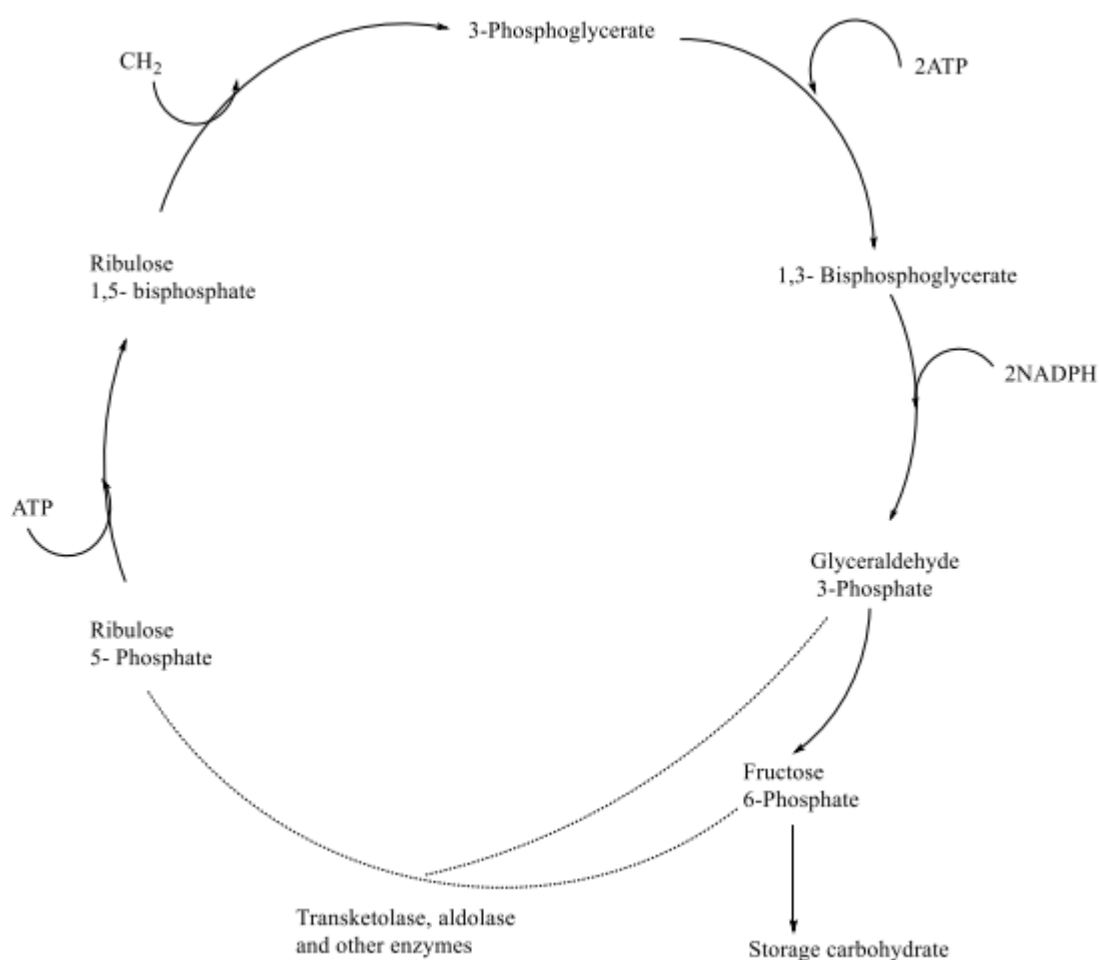 3-Phosphoglycerate
CH₂
2ATP
Ribulose
1,5- bisphosphate
1,3- Bisphosphoglycerate
2NADPH
ATP
Glyceraldehyde
3-Phosphate
Ribulose
5- Phosphate
Fructose
6-Phosphate
Transketolase, aldolase
and other enzymes
Storage carbohydrate